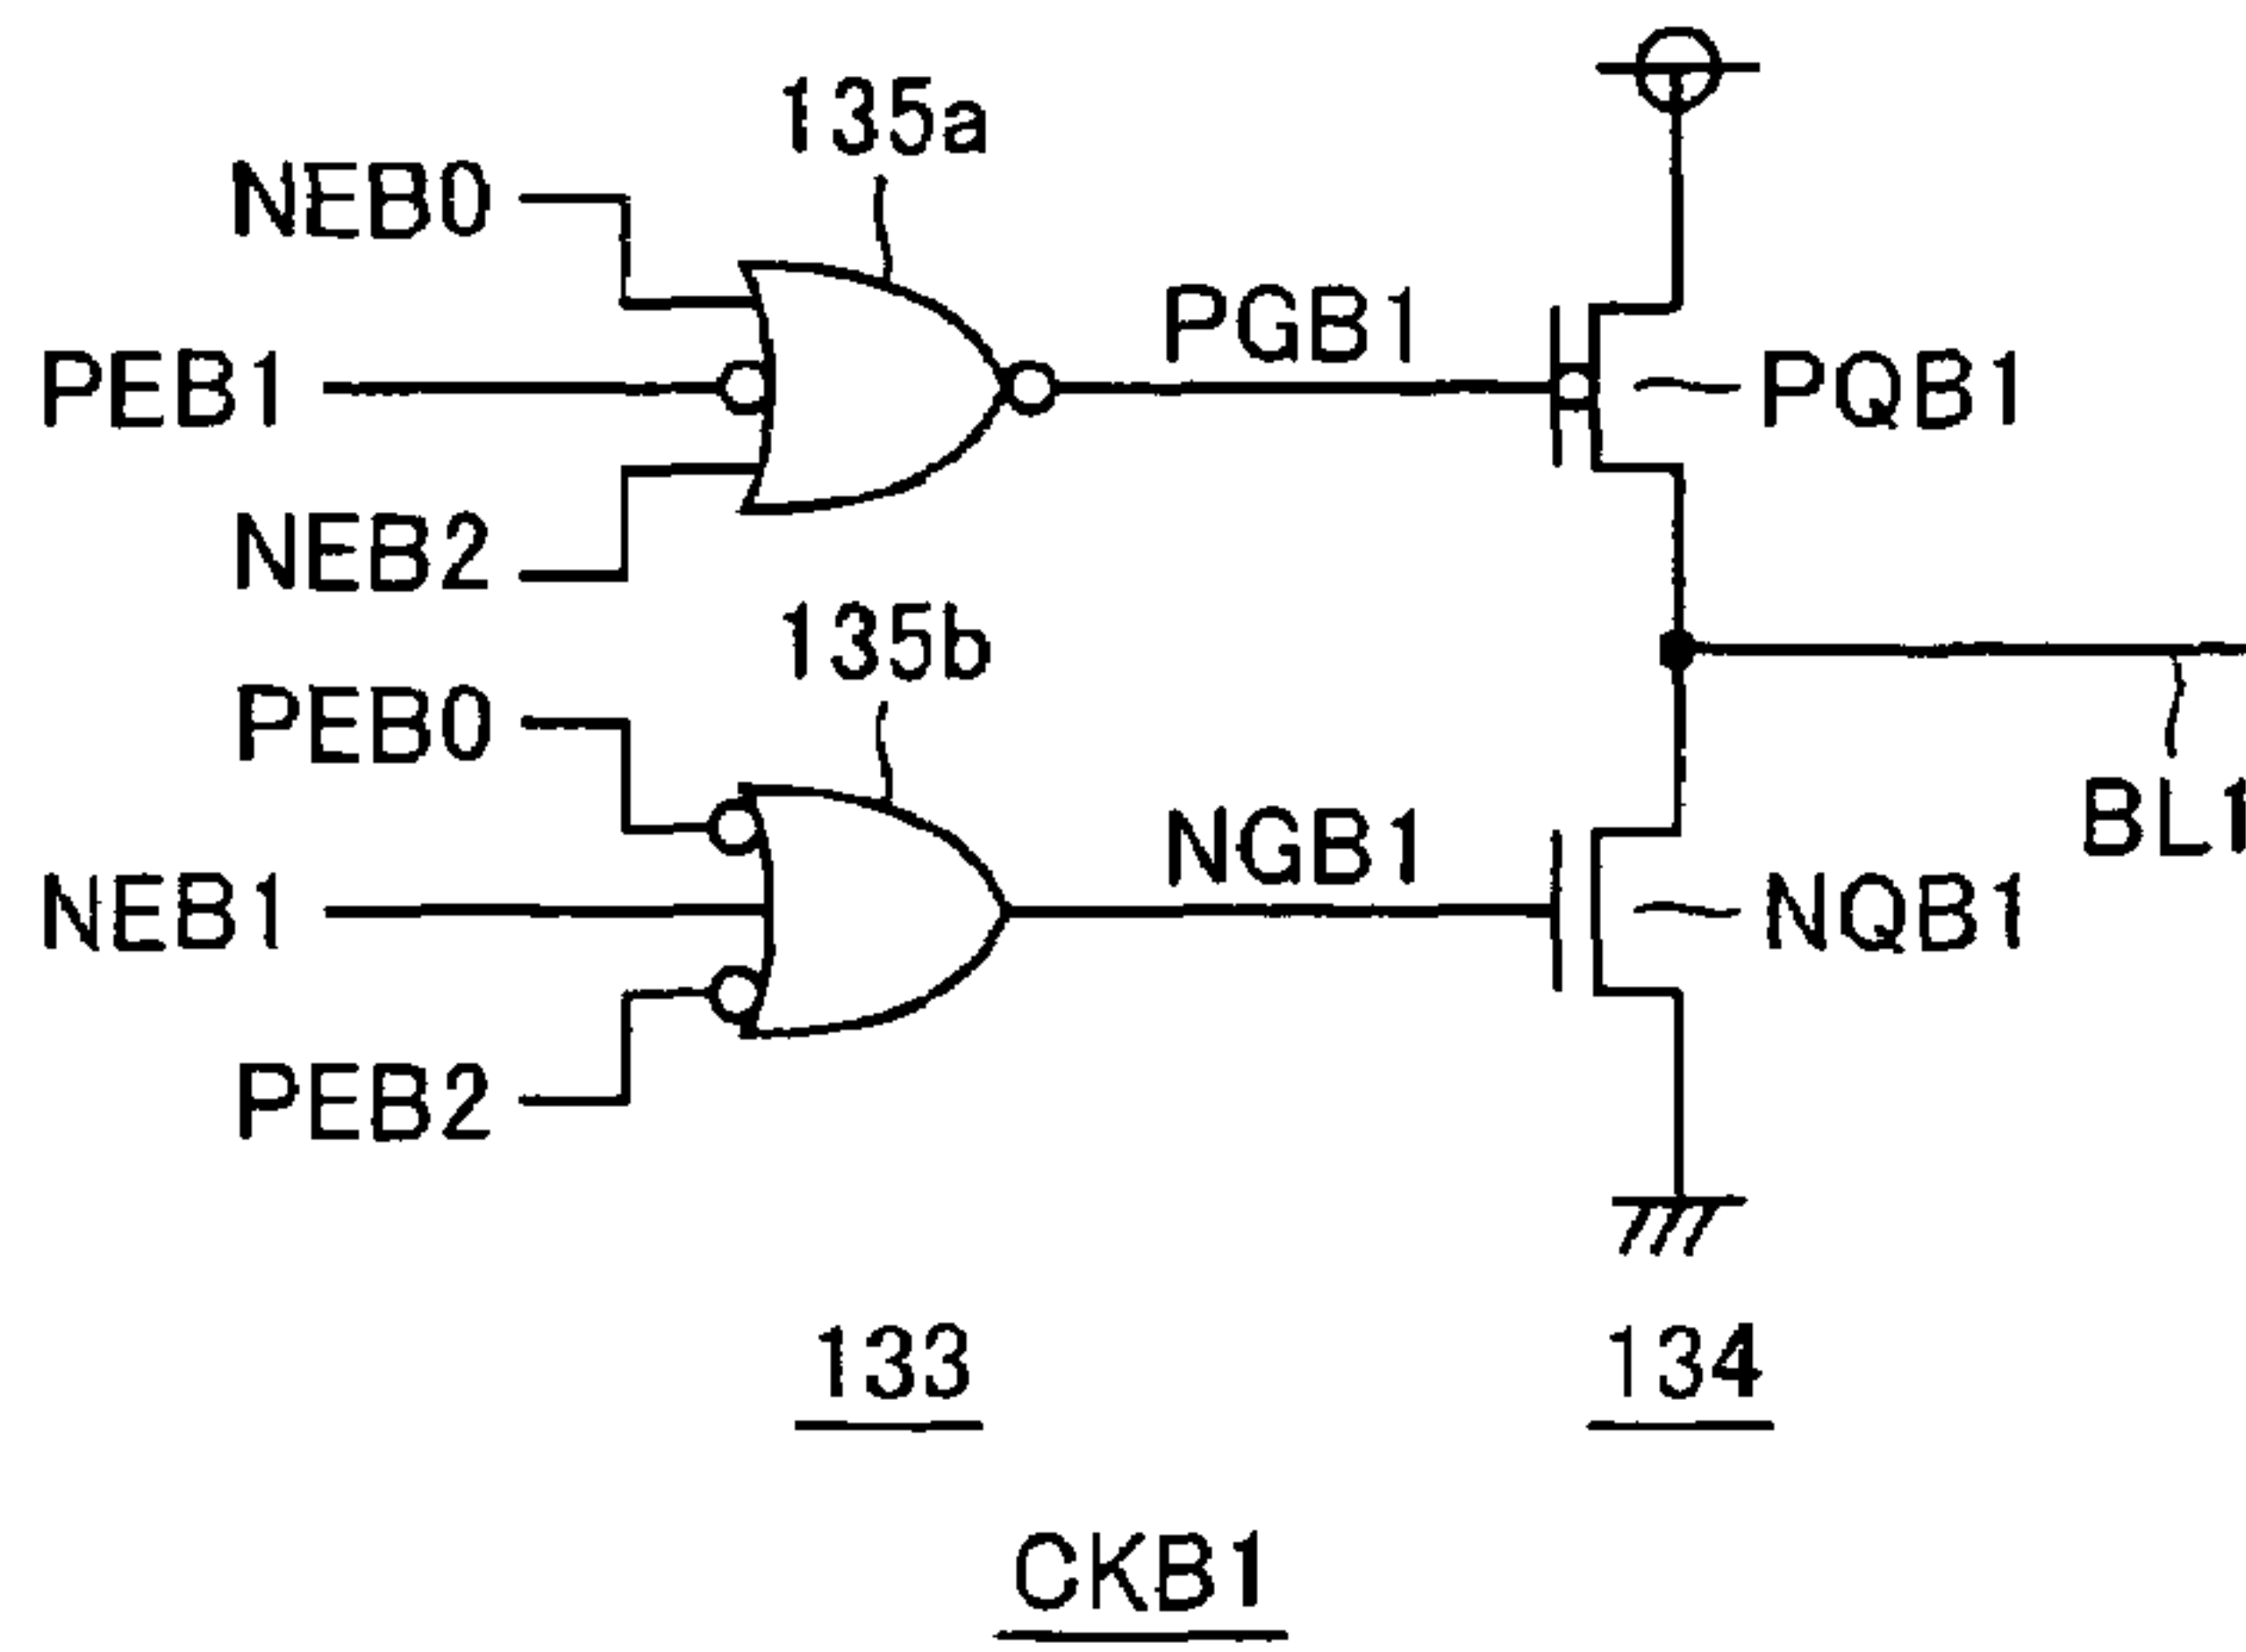 135a
NEB0
PEB1
NEB2
PGB1
PQB1
135b
PEB0
NEB1
PEB2
NGB1
NQB1
BL1
133
134
CKB1